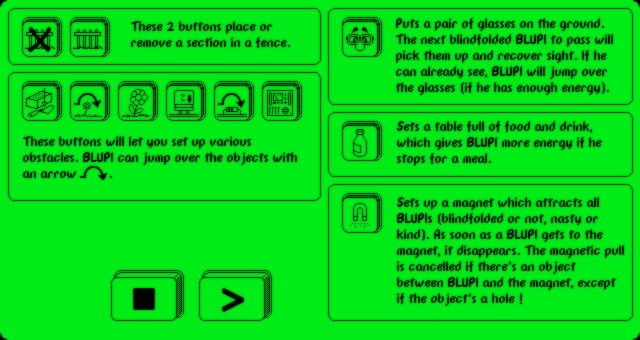 These 2 buttons place or
remove a section in a fence.
These buttons will let you set up various
obstacles. BLUPI can jump over the objects with
an arrow .
Puts a pair of glasses on the ground.
The next blindfolded BLUPI to pass will
pick them up and recover sight. If he
can already see, BLUPI will jump over
the glasses (if he has enough energy).
Sets a table full of food and drink,
which gives BLUPI more energy if he
stops for a meal.
Sets up a magnet which attracts all
BLUPIs (blindfolded or not, nasty or
kind). As soon as a BLUPI gets to the
magnet, it disappears. The magnetic pull
is cancelled if there's an object
between BLUPI and the magnet, except
if the object's a hole !